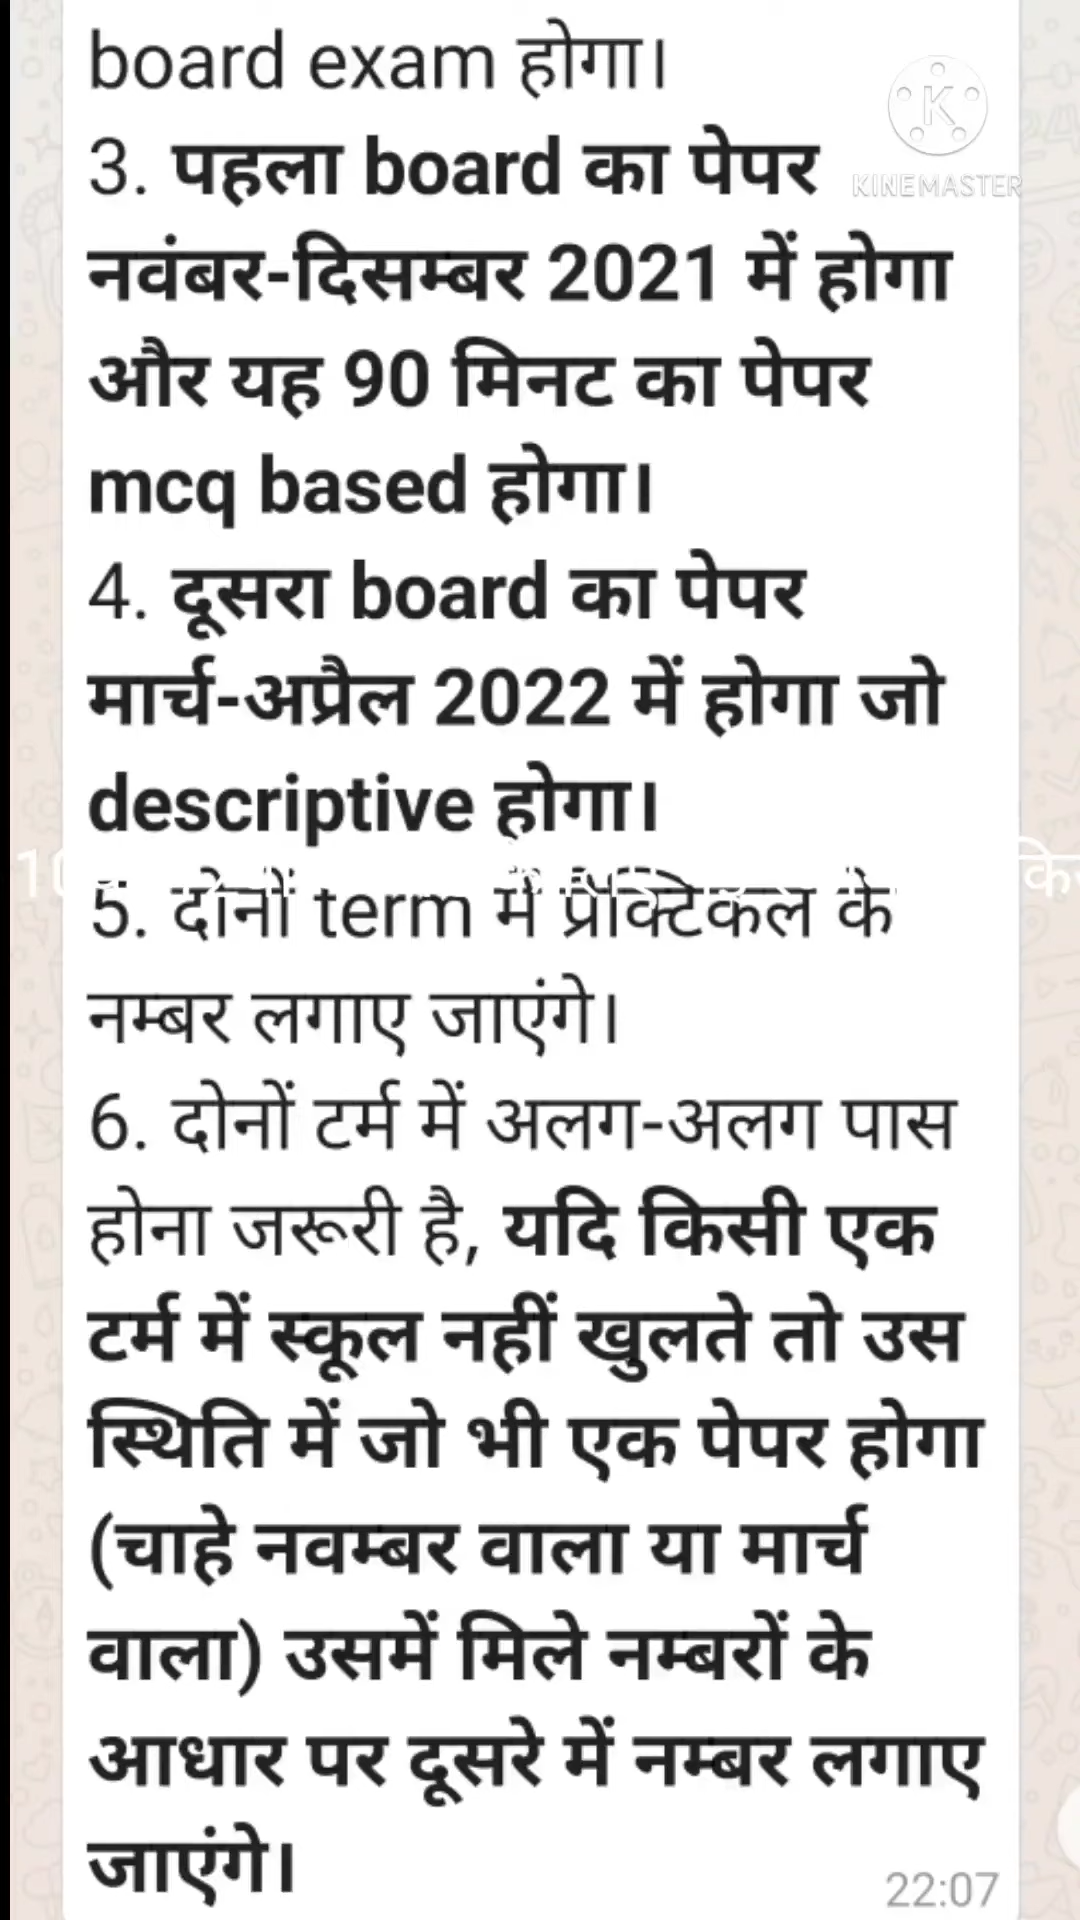 board exam होगा।
3. पहला board का पेपर
KINEMASTER
नवंबर-दिसम्बर 2021 में होगा
और यह 90 मिनट का पेपर
mcq based होगा।
4. दूसरा board का पेपर
मार्च-अप्रैल 2022 में होगा जो
descriptive होगा।
5. दोनों term में प्रैक्टिकल के
नम्बर लगाए जाएंगे।
6. दोनों टर्म में अलग-अलग पास
होना जरूरी है, यदि किसी एक
टर्म में स्कूल नहीं खुलते तो उस
स्थिति में जो भी एक पेपर होगा
(चाहे नवम्बर वाला या मार्च
वाला) उसमें मिले नम्बरों के
आधार पर दूसरे में नम्बर लगाए
जाएंगे।
22:07